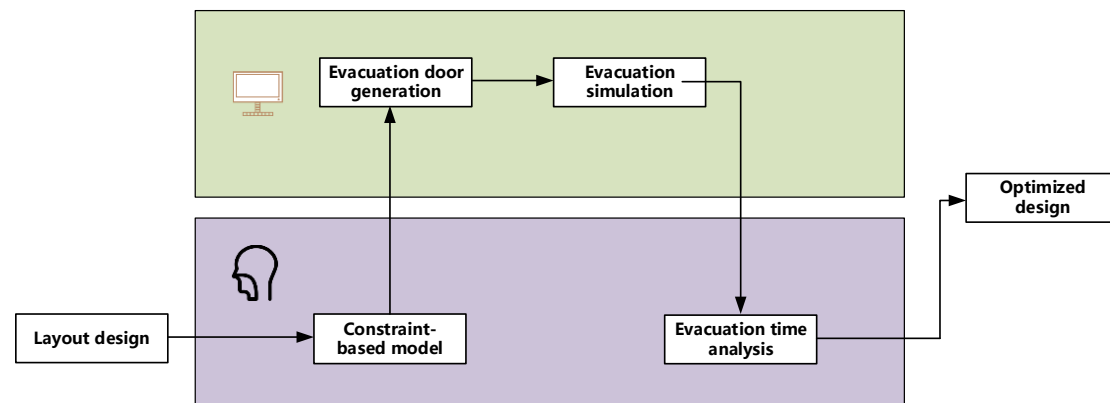 Evacuation door
generation
Evacuation
simulation
Optimized
design
Layout design
Constraint-
based model
Evacuation time
analysis